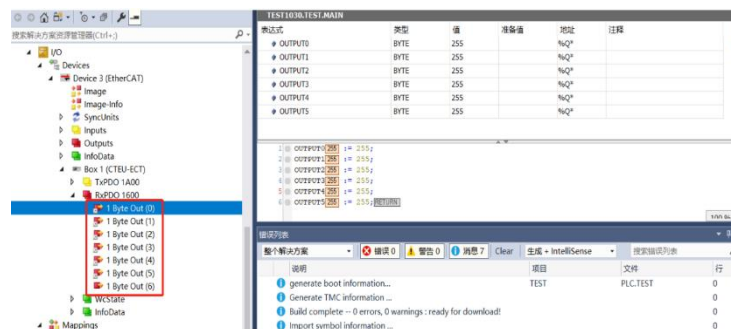 TEST1030.TEST.MAIN
搜索解决方案资源管理器(Ctrl+;)
I/O
Devices
Device 3 (EtherCAT)
Image
Image-Info
SyncUnits
Inputs
Outputs
InfoData
Box 1 (CTEU-ECT)
TxPDO 1A00
RxPDO 1600
1 Byte Out (0)
1 Byte Out (1)
1 Byte Out (2)
1 Byte Out (3)
1 Byte Out (4)
1 Byte Out (5)
1 Byte Out (6)
WcState
InfoData
Mappings
表达式 类型 值 准备值 地址 注释
OUTPUT0 BYTE 255 %Q*
OUTPUT1 BYTE 255 %Q*
OUTPUT2 BYTE 255 %Q*
OUTPUT3 BYTE 255 %Q*
OUTPUT4 BYTE 255 %Q*
OUTPUT5 BYTE 255 %Q*
1 OUTPUT0 255 := 255;
2 OUTPUT1 255 := 255;
3 OUTPUT2 255 := 255;
4 OUTPUT3 255 := 255;
5 OUTPUT4 255 := 255;
6 OUTPUT5 255 := 255; RETURN
100 %
错误列表
整个解决方案 错误 0 警告 0 消息 7 Clear 生成 + IntelliSense 搜索错误列表
说明 项目 文件 行
generate boot information... TEST PLC.TEST 0
Generate TMC information ... 0
Build complete -- 0 errors, 0 warnings : ready for download! 0
Import symbol information ... 0